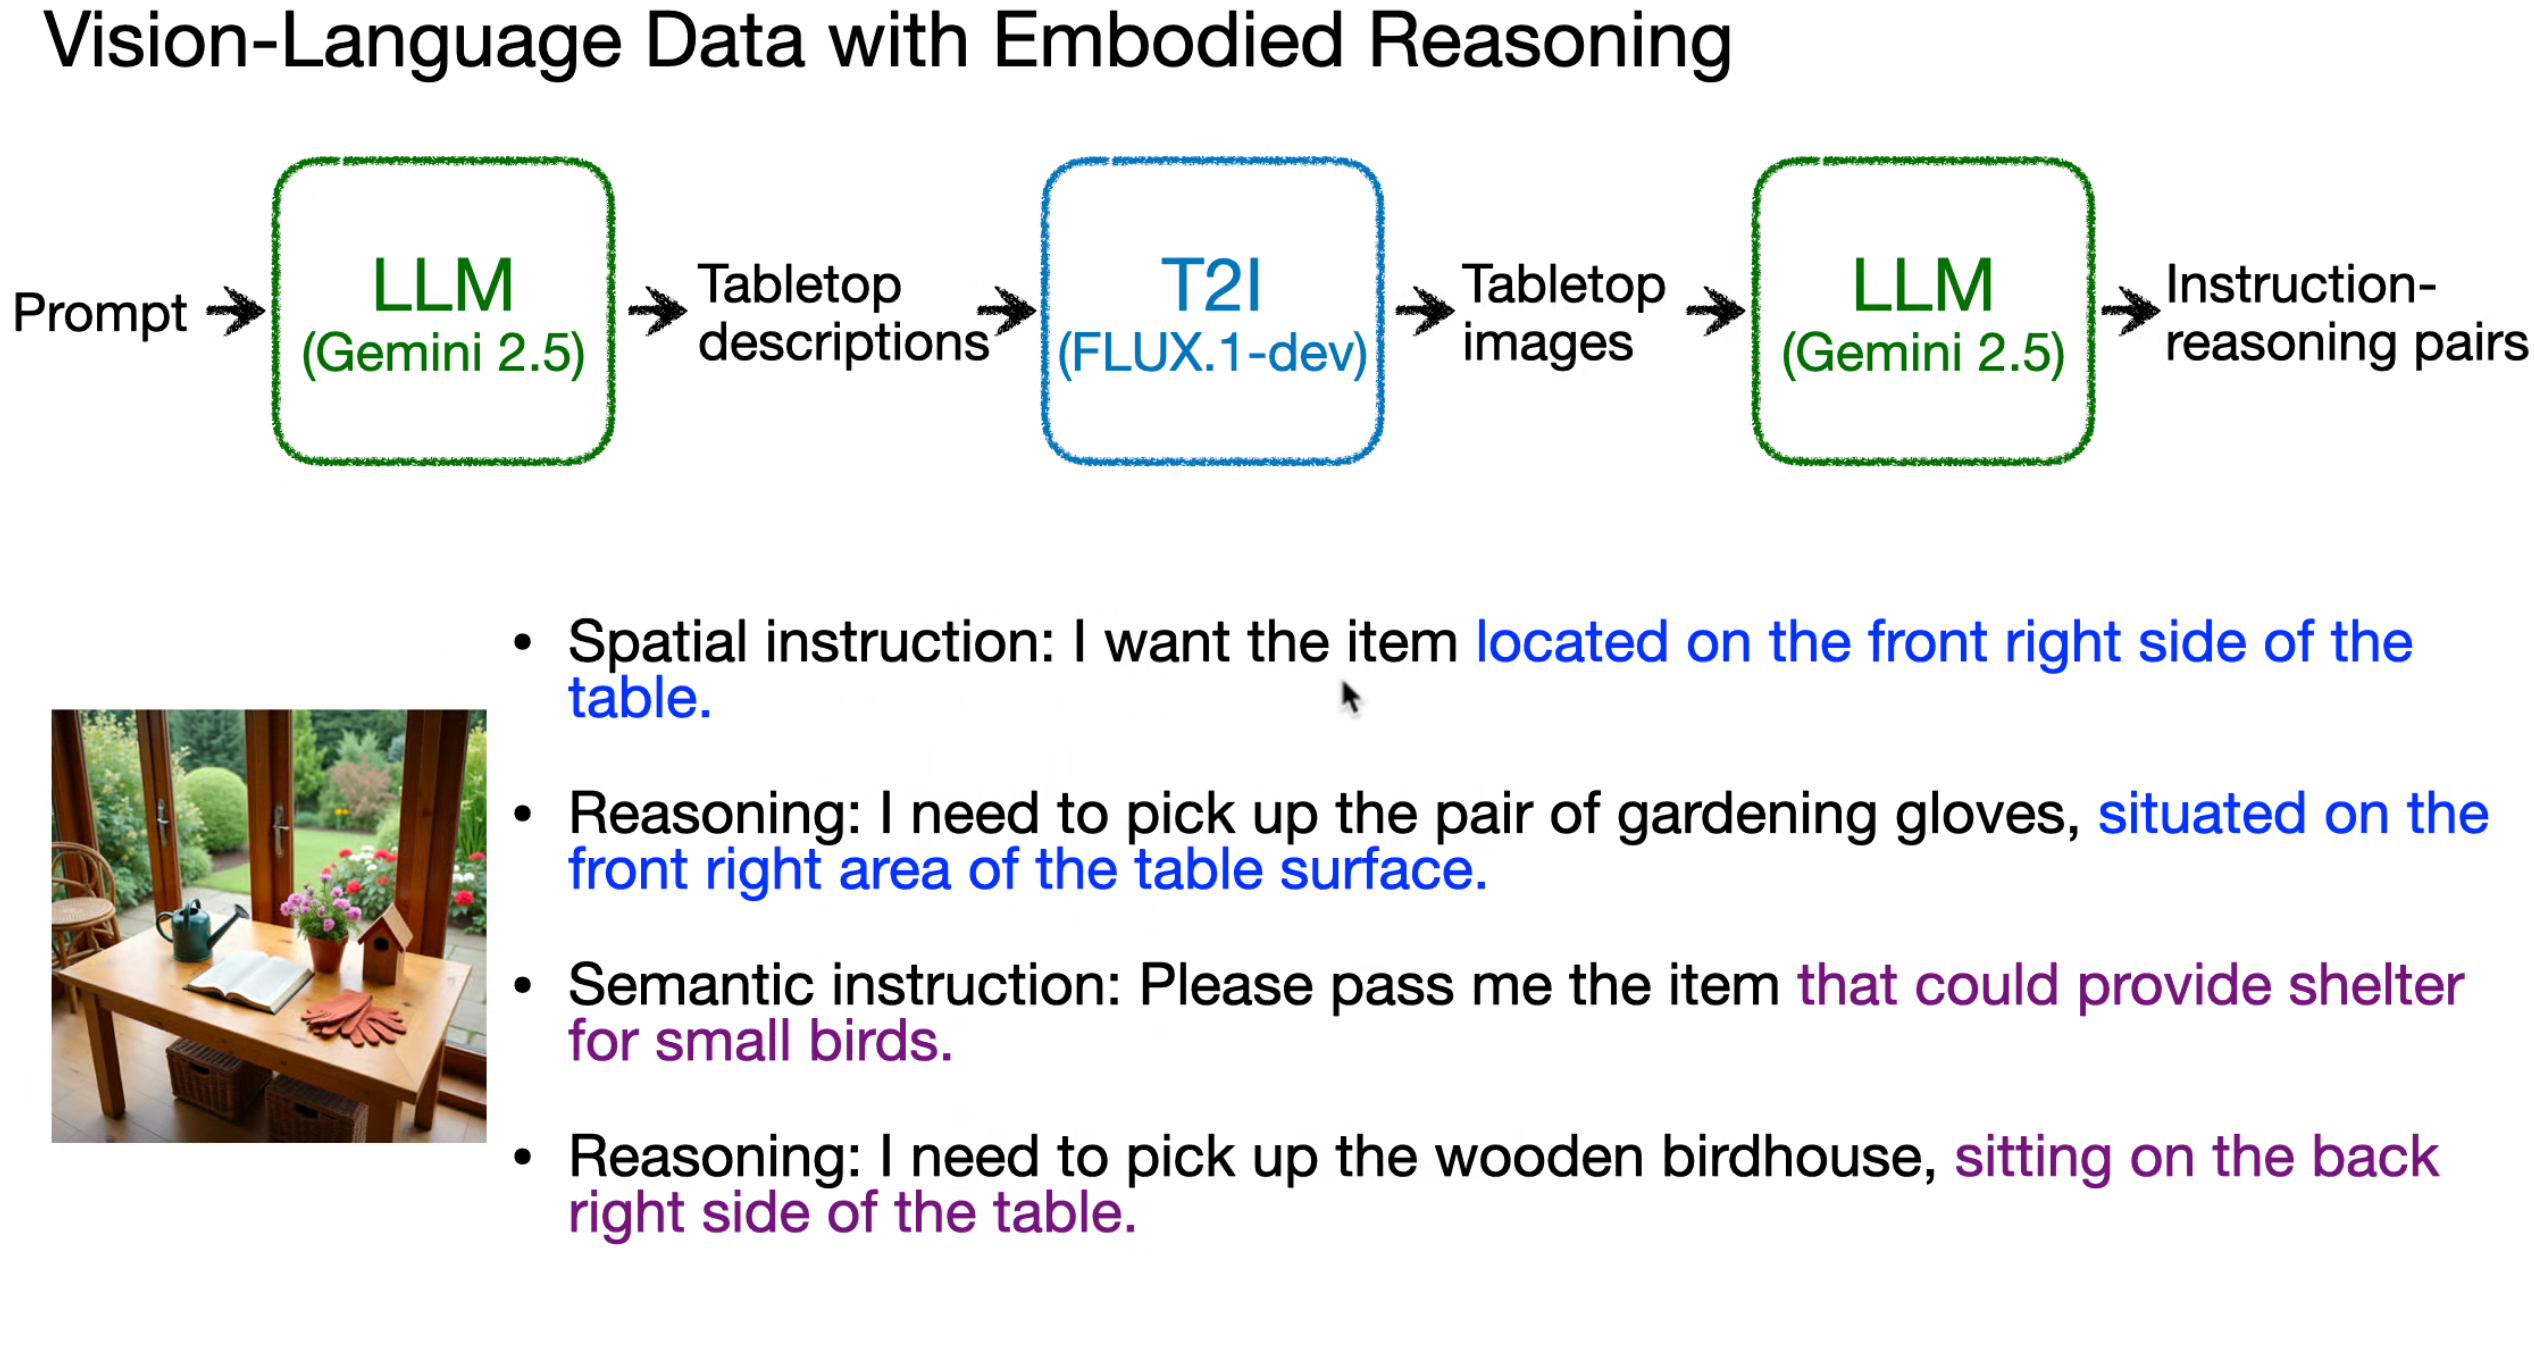 Vision-Language Data with Embodied Reasoning
Prompt
LLM
(Gemini 2.5)
Tabletop
descriptions
T2I
(FLUX.1-dev)
Tabletop
images
LLM
(Gemini 2.5)
Instruction-
reasoning pairs
• Spatial instruction: I want the item located on the front right side of the
table.
• Reasoning: I need to pick up the pair of gardening gloves, situated on the
front right area of the table surface.
• Semantic instruction: Please pass me the item that could provide shelter
for small birds.
• Reasoning: I need to pick up the wooden birdhouse, sitting on the back
right side of the table.